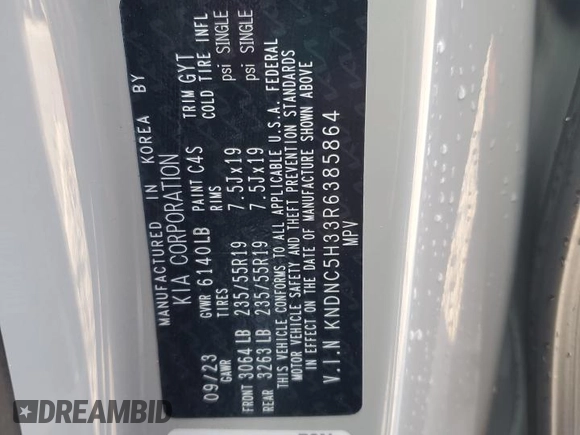 MANUFACTURED IN KOREA BY
KIA CORPORATION
GVWR 6140LB PAINT C4S TRIM GYT
09/23 GAWR TIRES RIMS COLD TIRE INFL
FRONT 3064LB 235/55R19 7.5Jx19 psi SINGLE
REAR 3263LB 235/55R19 7.5Jx19 psi SINGLE
THIS VEHICLE CONFORMS TO ALL APPLICABLE U.S.A. FEDERAL
MOTOR VEHICLE SAFETY AND THEFT PREVENTION STANDARDS
IN EFFECT ON THE DATE OF MANUFACTURE SHOWN ABOVE
V.I.N KNDNC5H33R6385864
MPV
DREAMBID